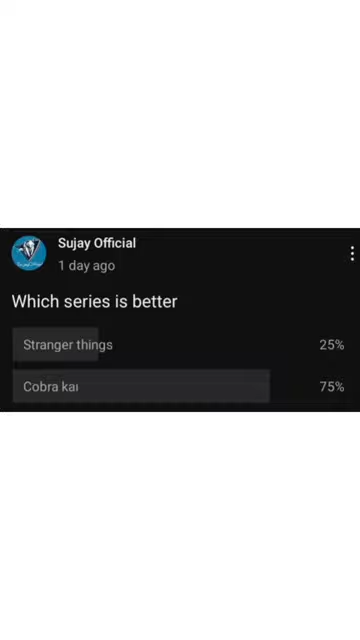 Sujay Official
1 day ago
Which series is better
Stranger things 25%
Cobra kai 75%